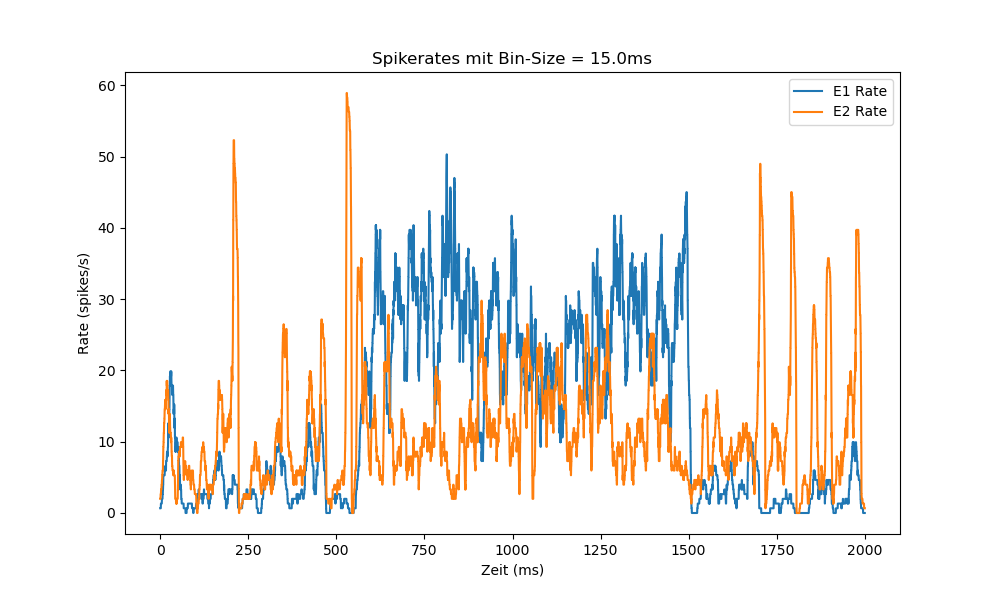 Spikerates mit Bin-Size = 15.0ms
E1 Rate
E2 Rate
60
50
40
30
20
10
0
Rate (spikes/s)
0 250 500 750 1000 1250 1500 1750 2000
Zeit (ms)